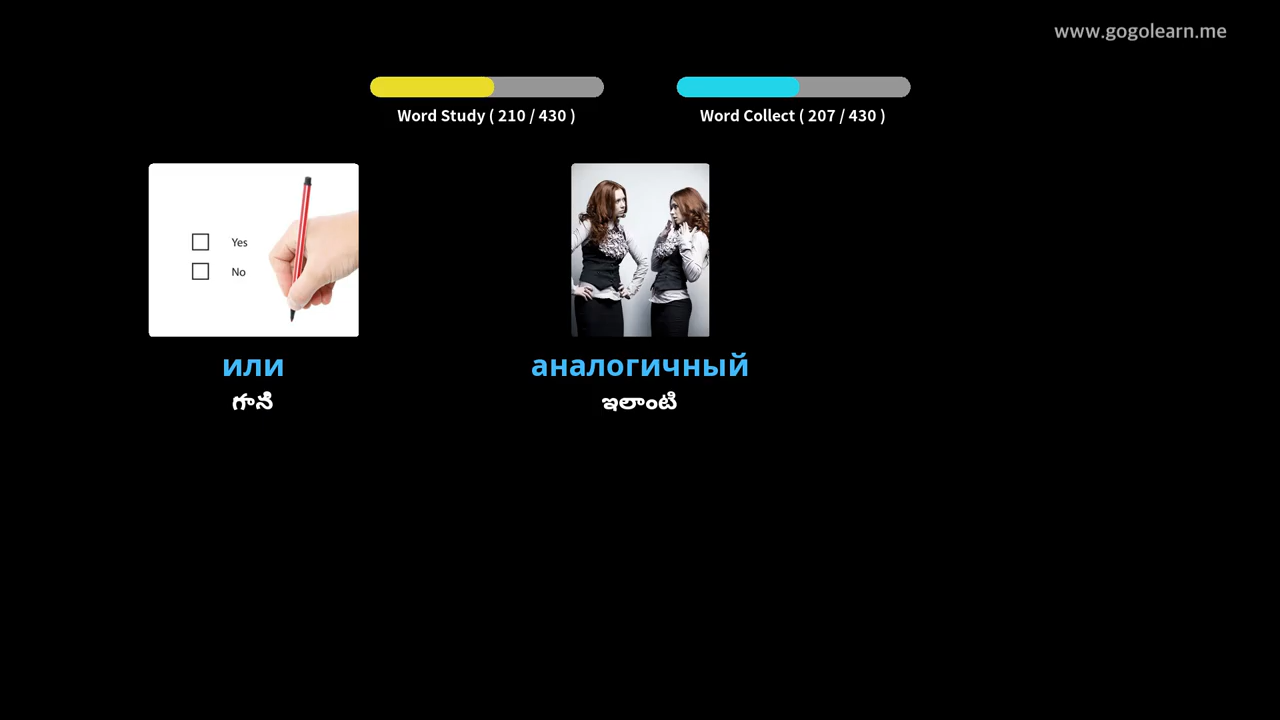 www.gogolearn.me
Word Study ( 210 / 430 )
Word Collect ( 207 / 430 )
Yes
No
или
аналогичный
గానీ
ఇలాంటి